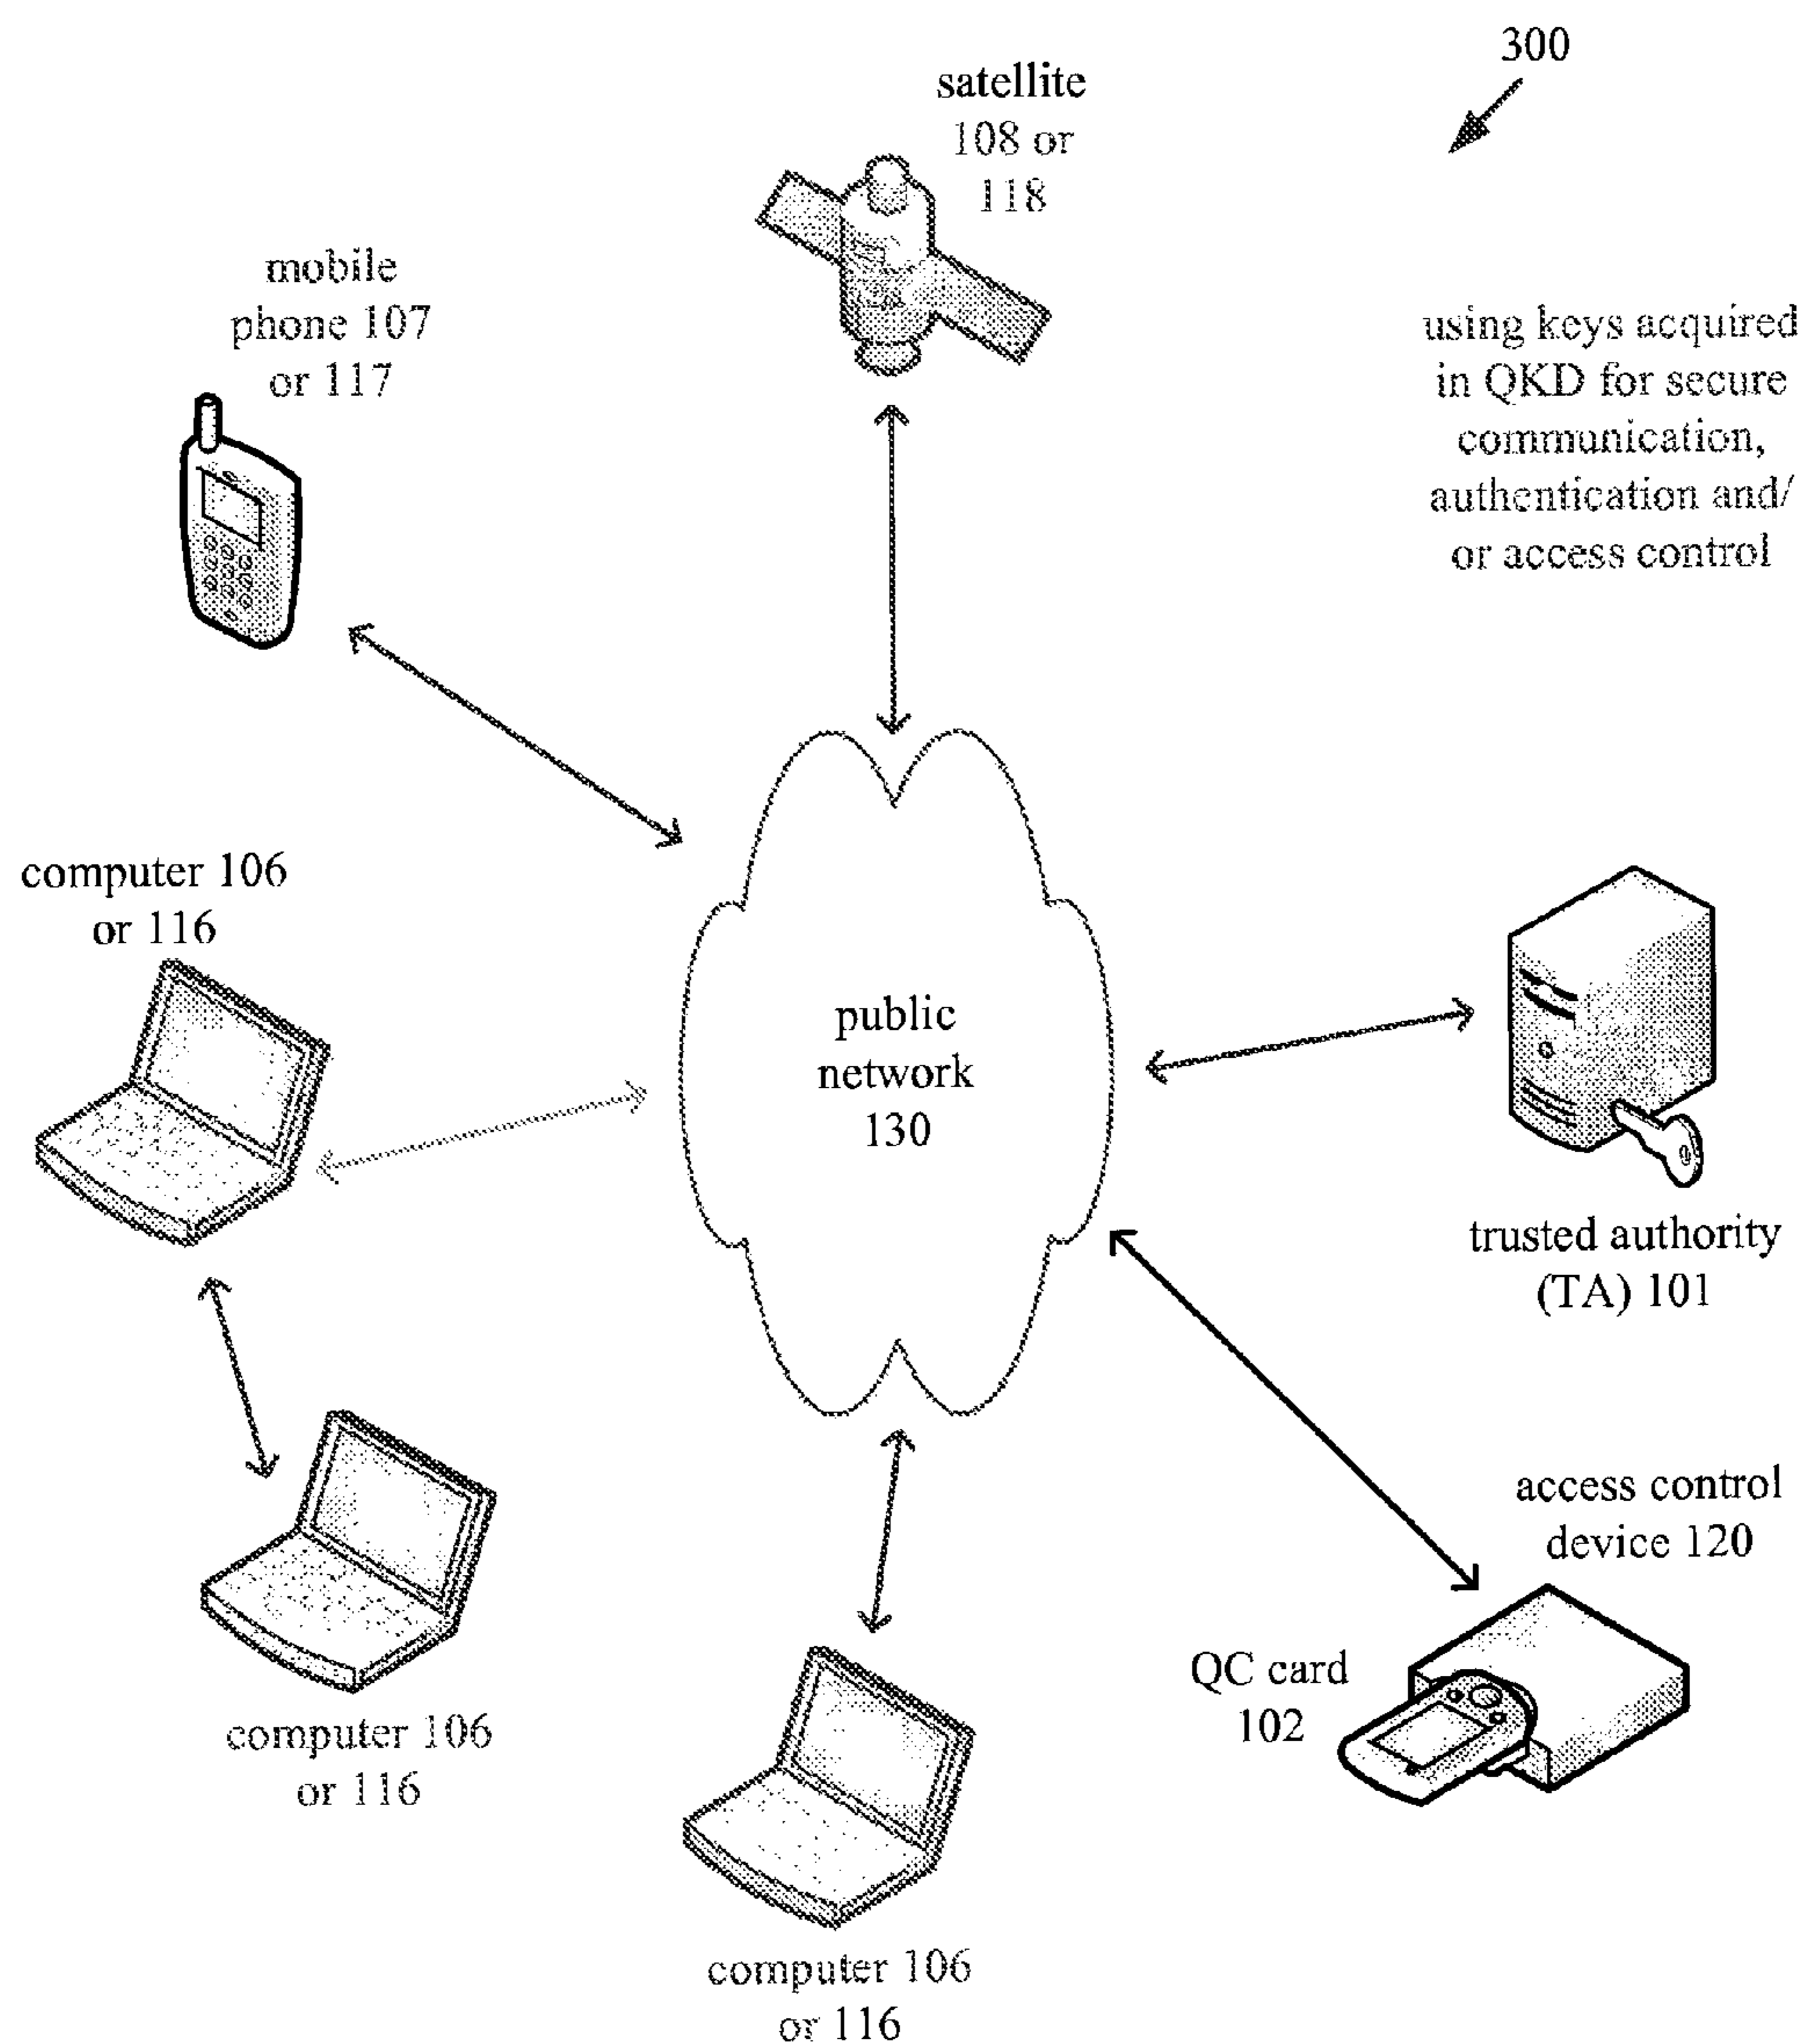 300
satellite
108 or
118
mobile
phone 107
or 117
using keys acquired
in QKD for secure
communication,
authentication and/
or access control
computer 106
or 116
public
network
130
trusted authority
(TA) 101
access control
device 120
QC card
102
computer 106
or 116
computer 106
or 116